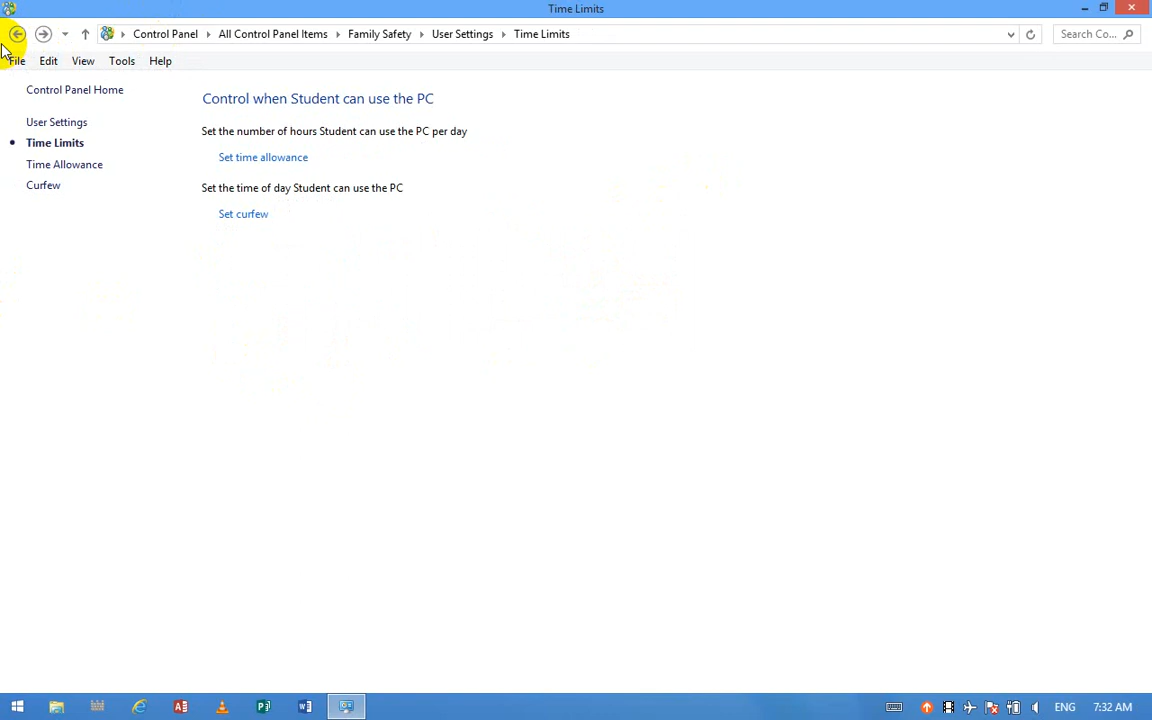 Time Limits
Control Panel All Control Panel Items Family Safety User Settings Time Limits Search Co...
File Edit View Tools Help
Control Panel Home
User Settings
Time Limits
Time Allowance
Curfew
Control when Student can use the PC
Set the number of hours Student can use the PC per day
Set time allowance
Set the time of day Student can use the PC
Set curfew
ENG 7:32 AM